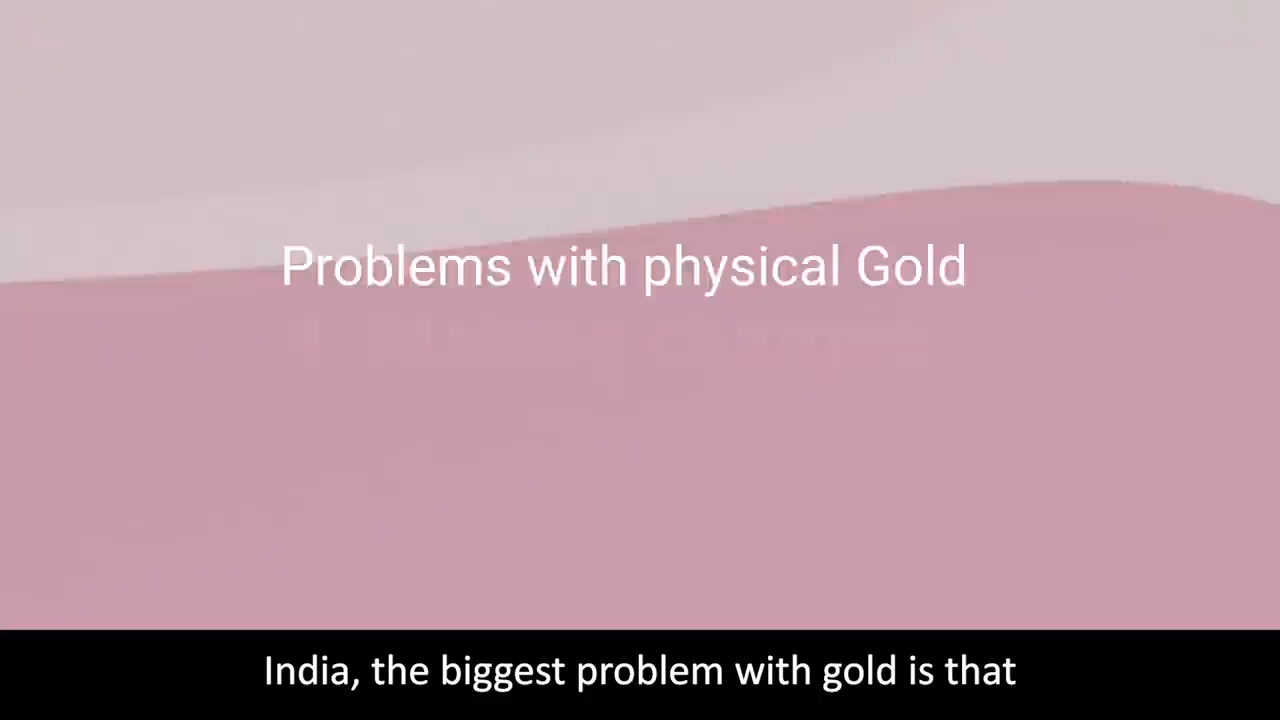 Problems with physical Gold
India, the biggest problem with gold is that